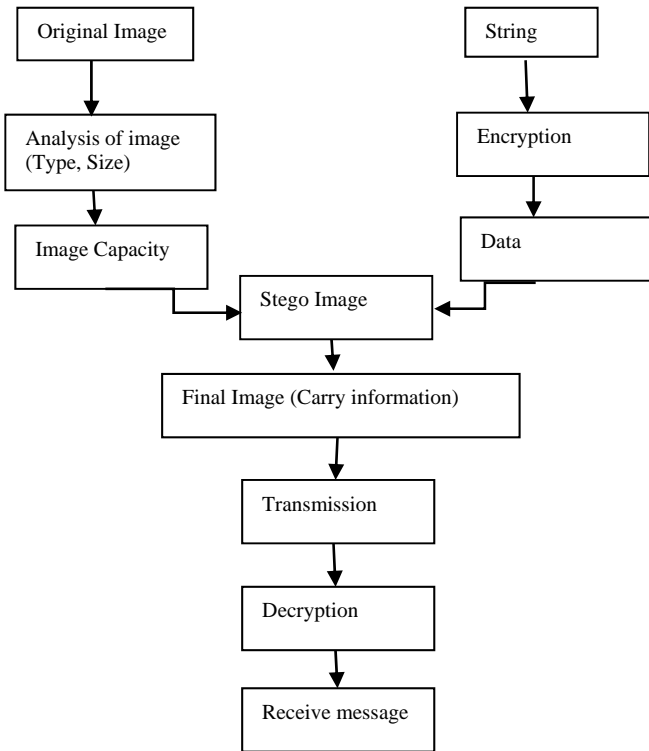 Original Image
String
Analysis of image
(Type, Size)
Encryption
Image Capacity
Data
Stego Image
Final Image (Carry information)
Transmission
Decryption
Receive message